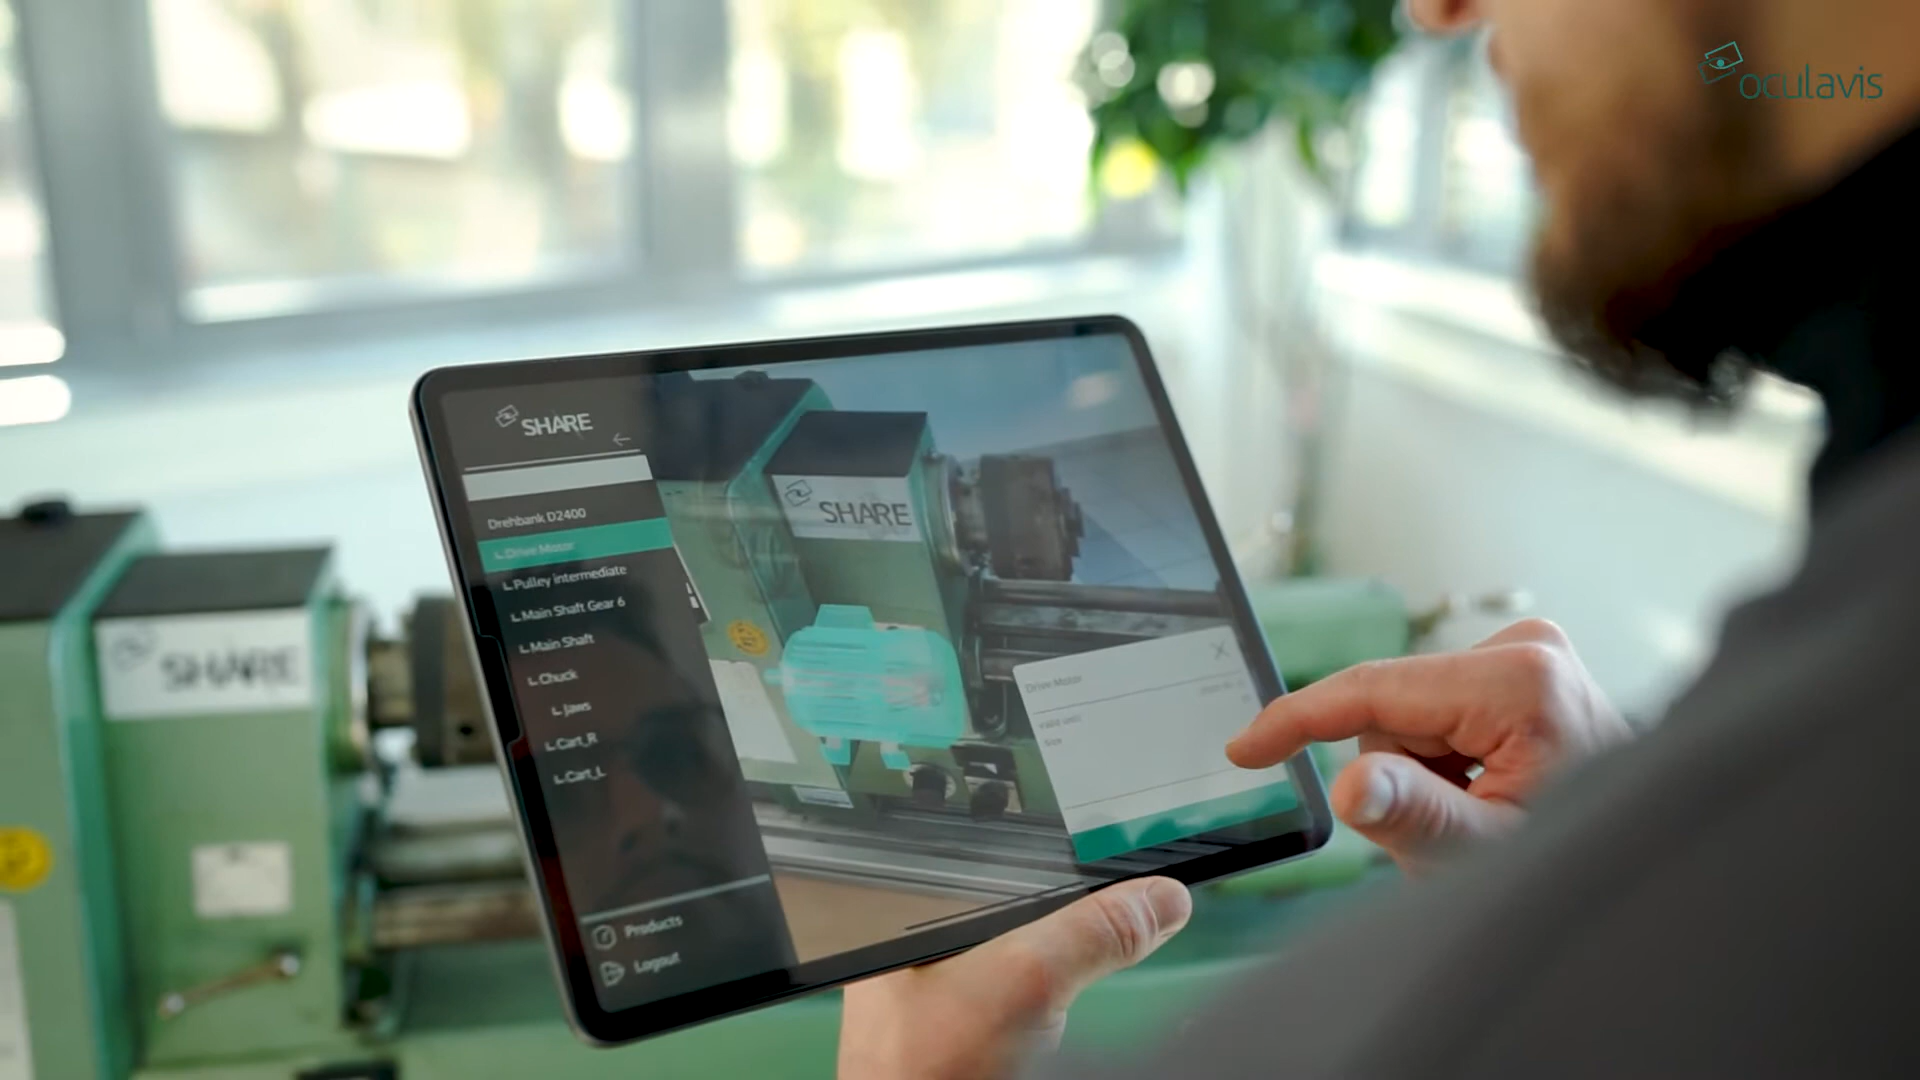 oculavis
SHARE
Drehbank D2400
Drive Motor
Pulley intermediate
Main Shaft Gear 6
Main Shaft
Chuck
Jaws
Cart_R
Cart_L
Products
Logout
SHARE
Drive Motor
SHARE